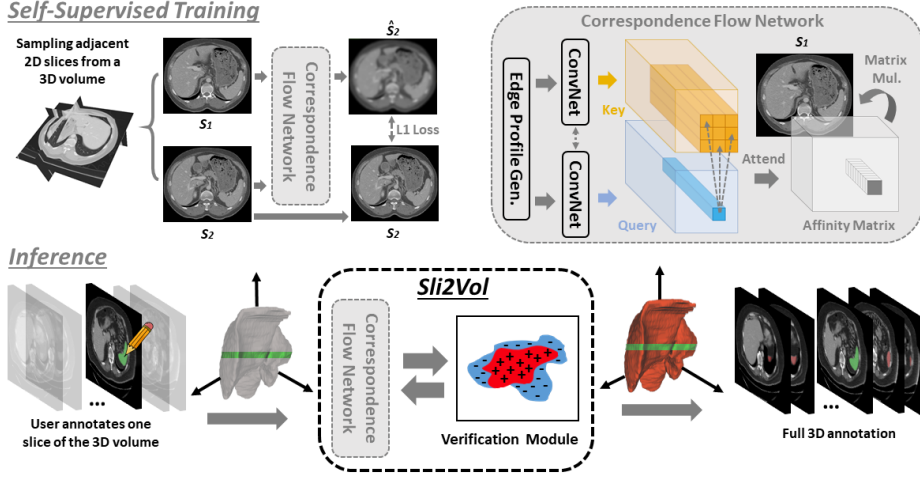 Self-Supervised Training
Sampling adjacent
2D slices from a
3D volume
S1
S2
Correspondence
Flow Network
Ŝ2
L1 Loss
S2
Correspondence Flow Network
Edge Profile Gen.
ConvNet
ConvNet
Key
Query
Attend
S1
Matrix
Mul.
Affinity Matrix
Inference
...
User annotates one
slice of the 3D volume
Sli2Vol
Correspondence
Flow Network
Verification Module
...
Full 3D annotation